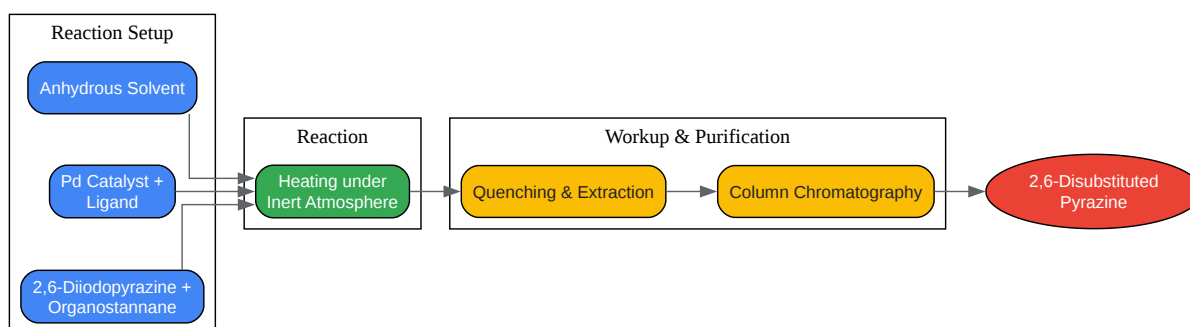 Reaction Setup
Anhydrous Solvent
Pd Catalyst +
Ligand
2,6-Diiodopyrazine +
Organostannane
Reaction
Heating under
Inert Atmosphere
Workup & Purification
Quenching & Extraction
Column Chromatography
2,6-Disubstituted
Pyrazine